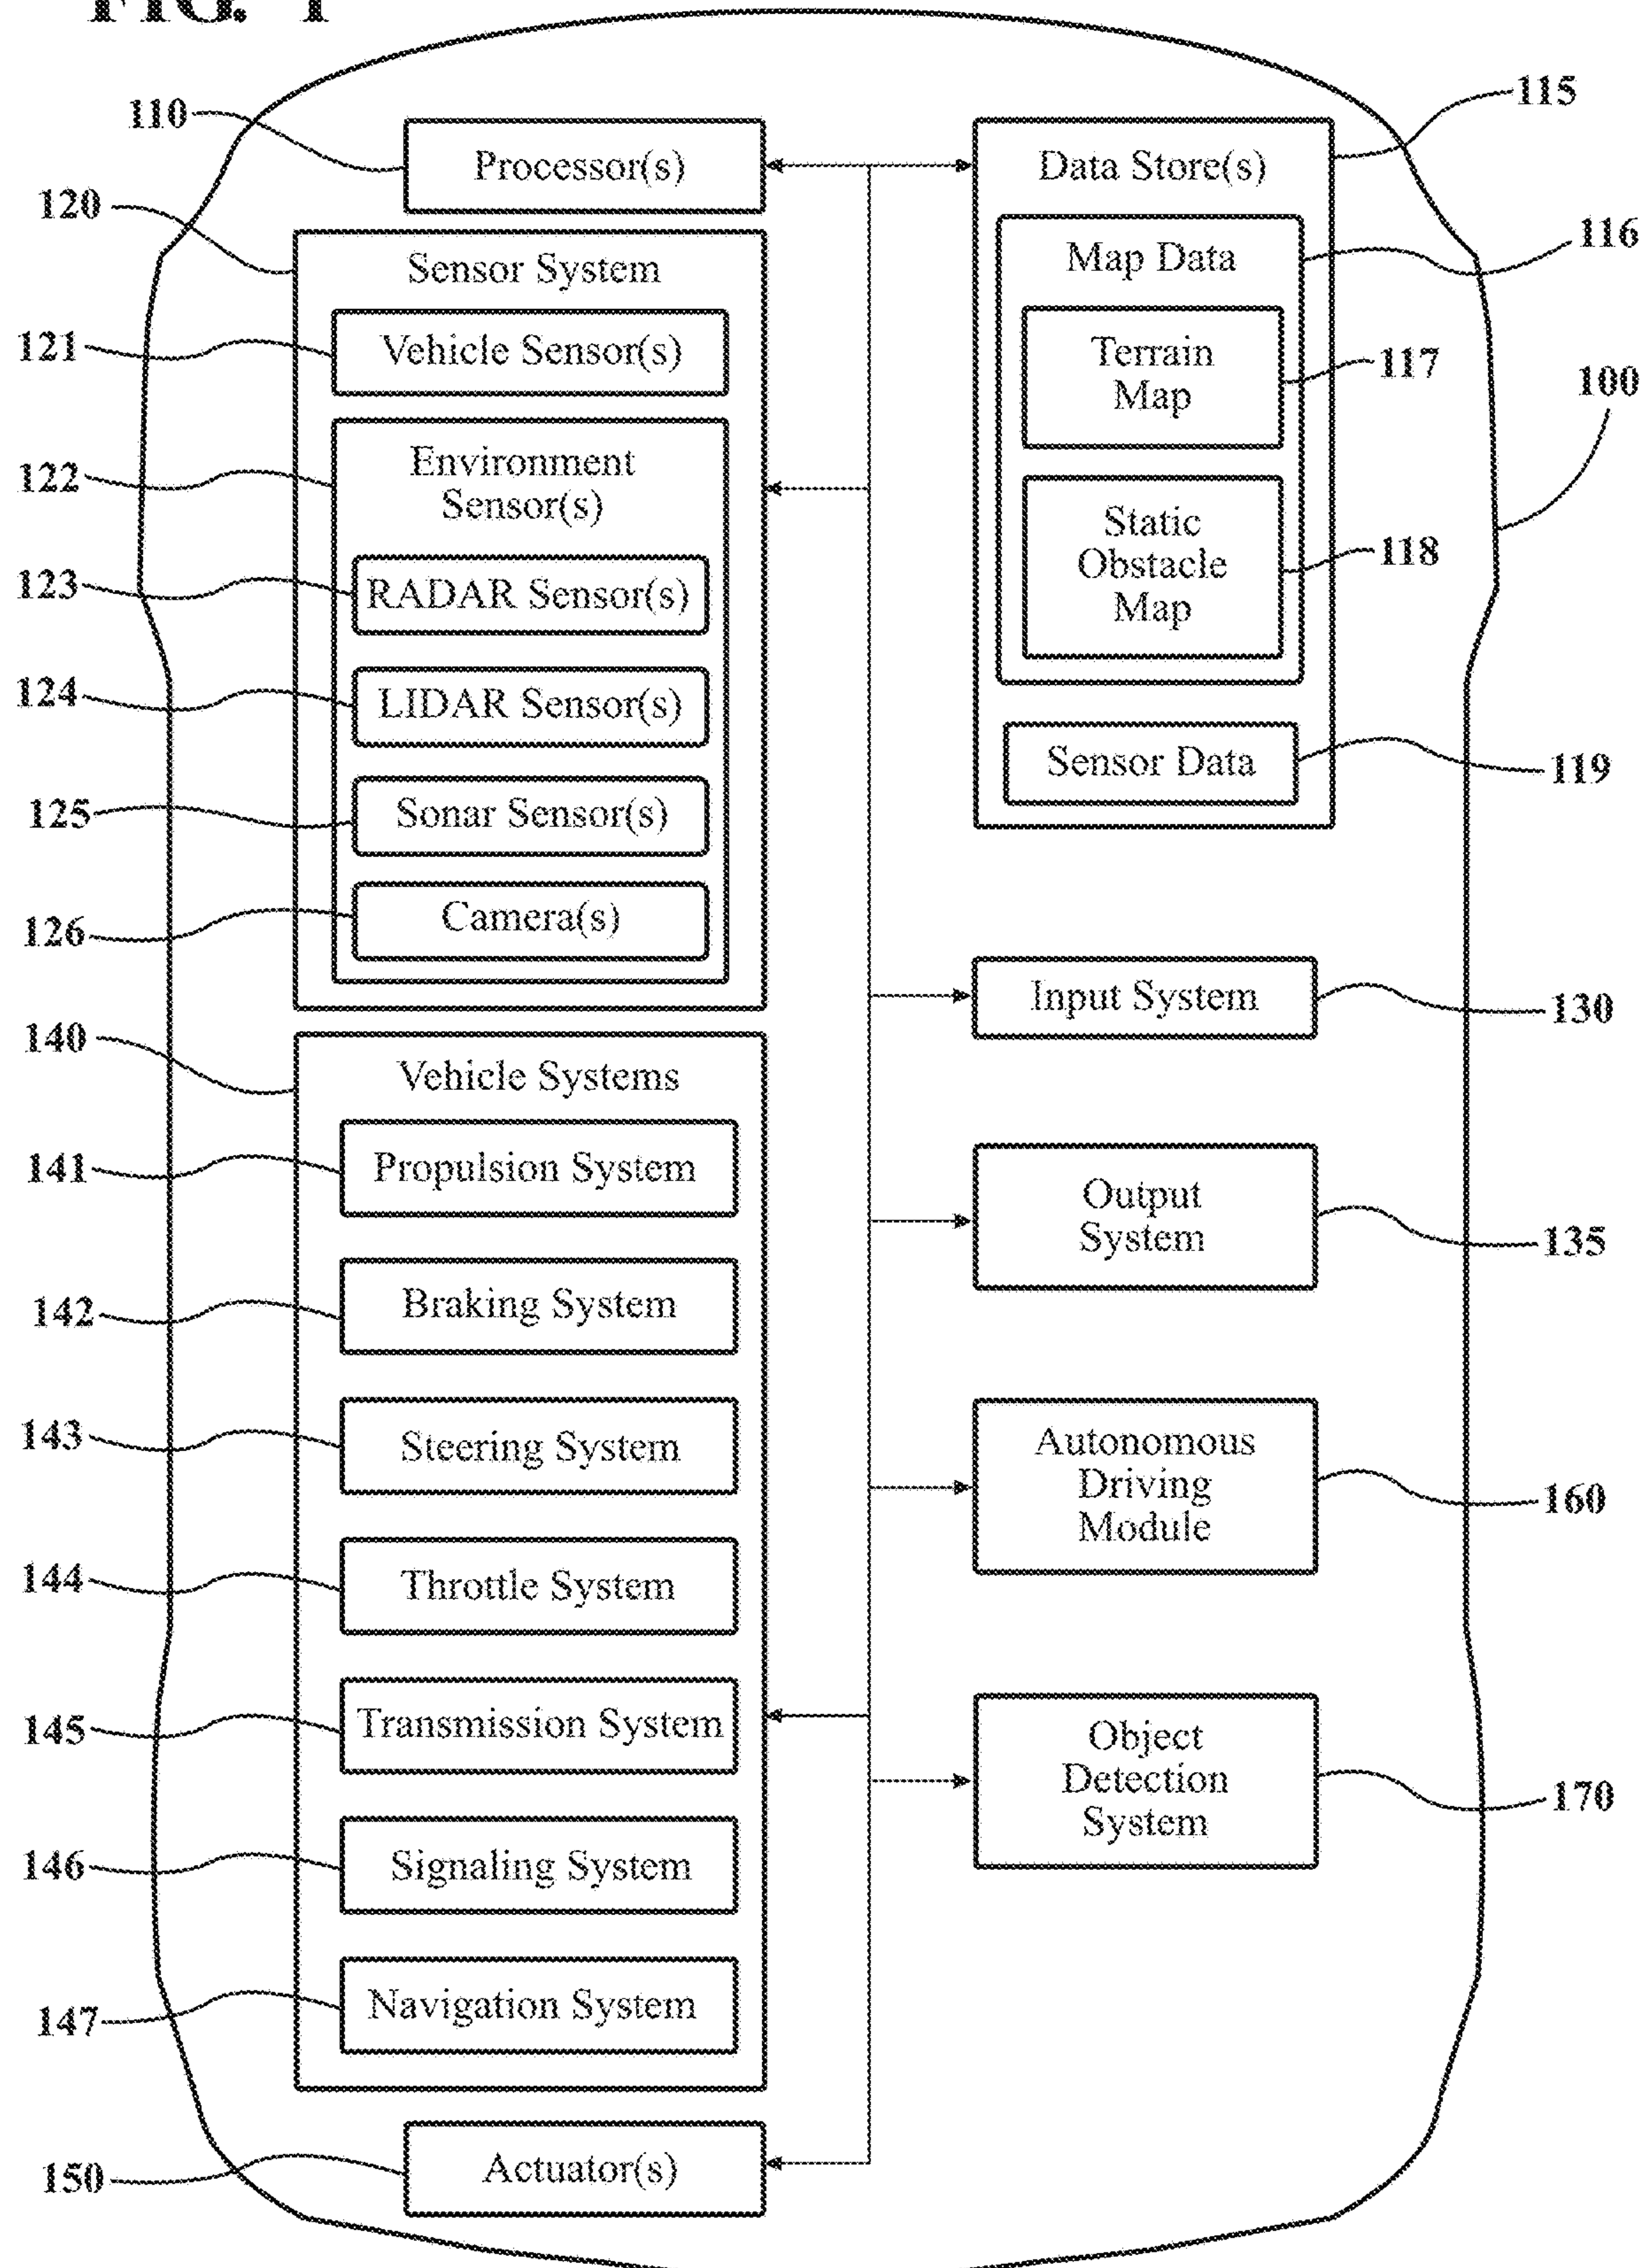 FIG. 1
110
Processor(s)
120
Sensor System
121
Vehicle Sensor(s)
122
Environment
Sensor(s)
123
RADAR Sensor(s)
124
LIDAR Sensor(s)
125
Sonar Sensor(s)
126
Camera(s)
140
Vehicle Systems
141
Propulsion System
142
Braking System
143
Steering System
144
Throttle System
145
Transmission System
146
Signaling System
147
Navigation System
150
Actuator(s)
115
Data Store(s)
116
Map Data
Terrain
Map
117
100
Static
Obstacle
Map
118
Sensor Data
119
Input System
130
Output
System
135
Autonomous
Driving
Module
160
Object
Detection
System
170